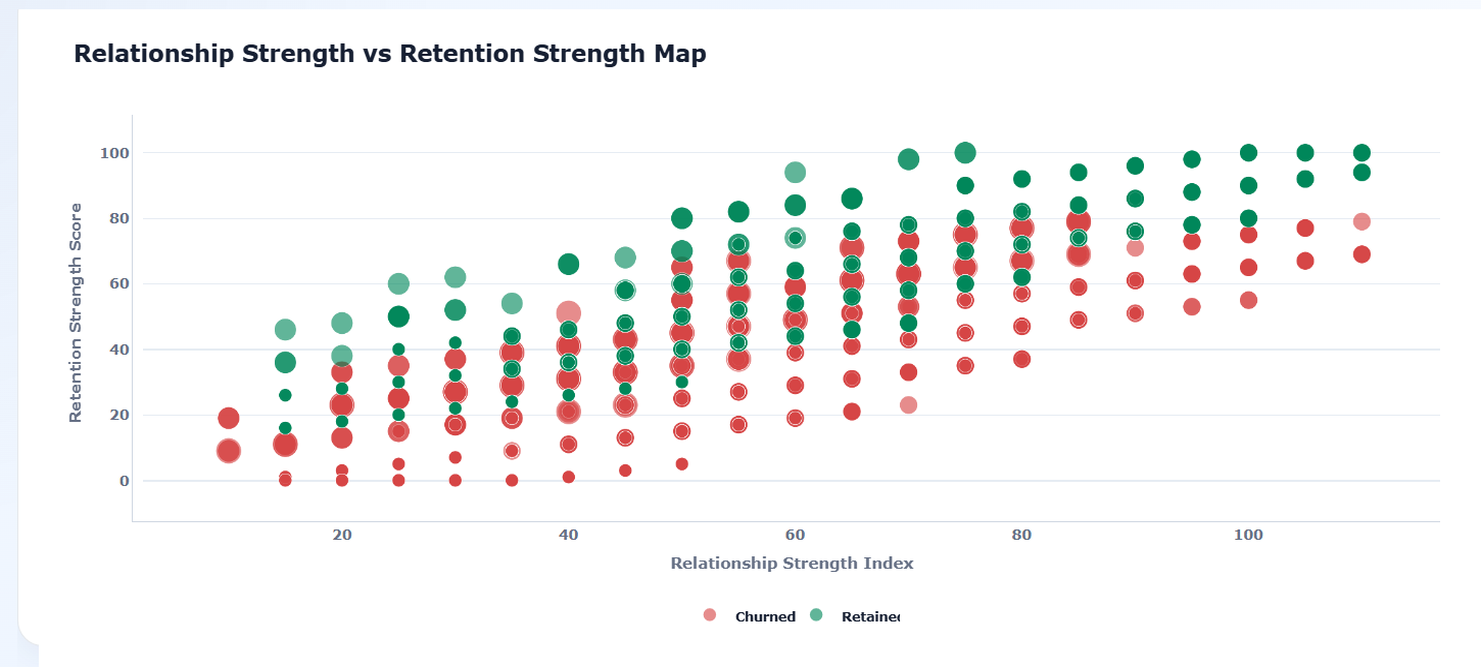 Relationship Strength vs Retention Strength Map
Retention Strength Score
100
80
60
40
20
0
20 40 60 80 100
Relationship Strength Index
Churned Retained